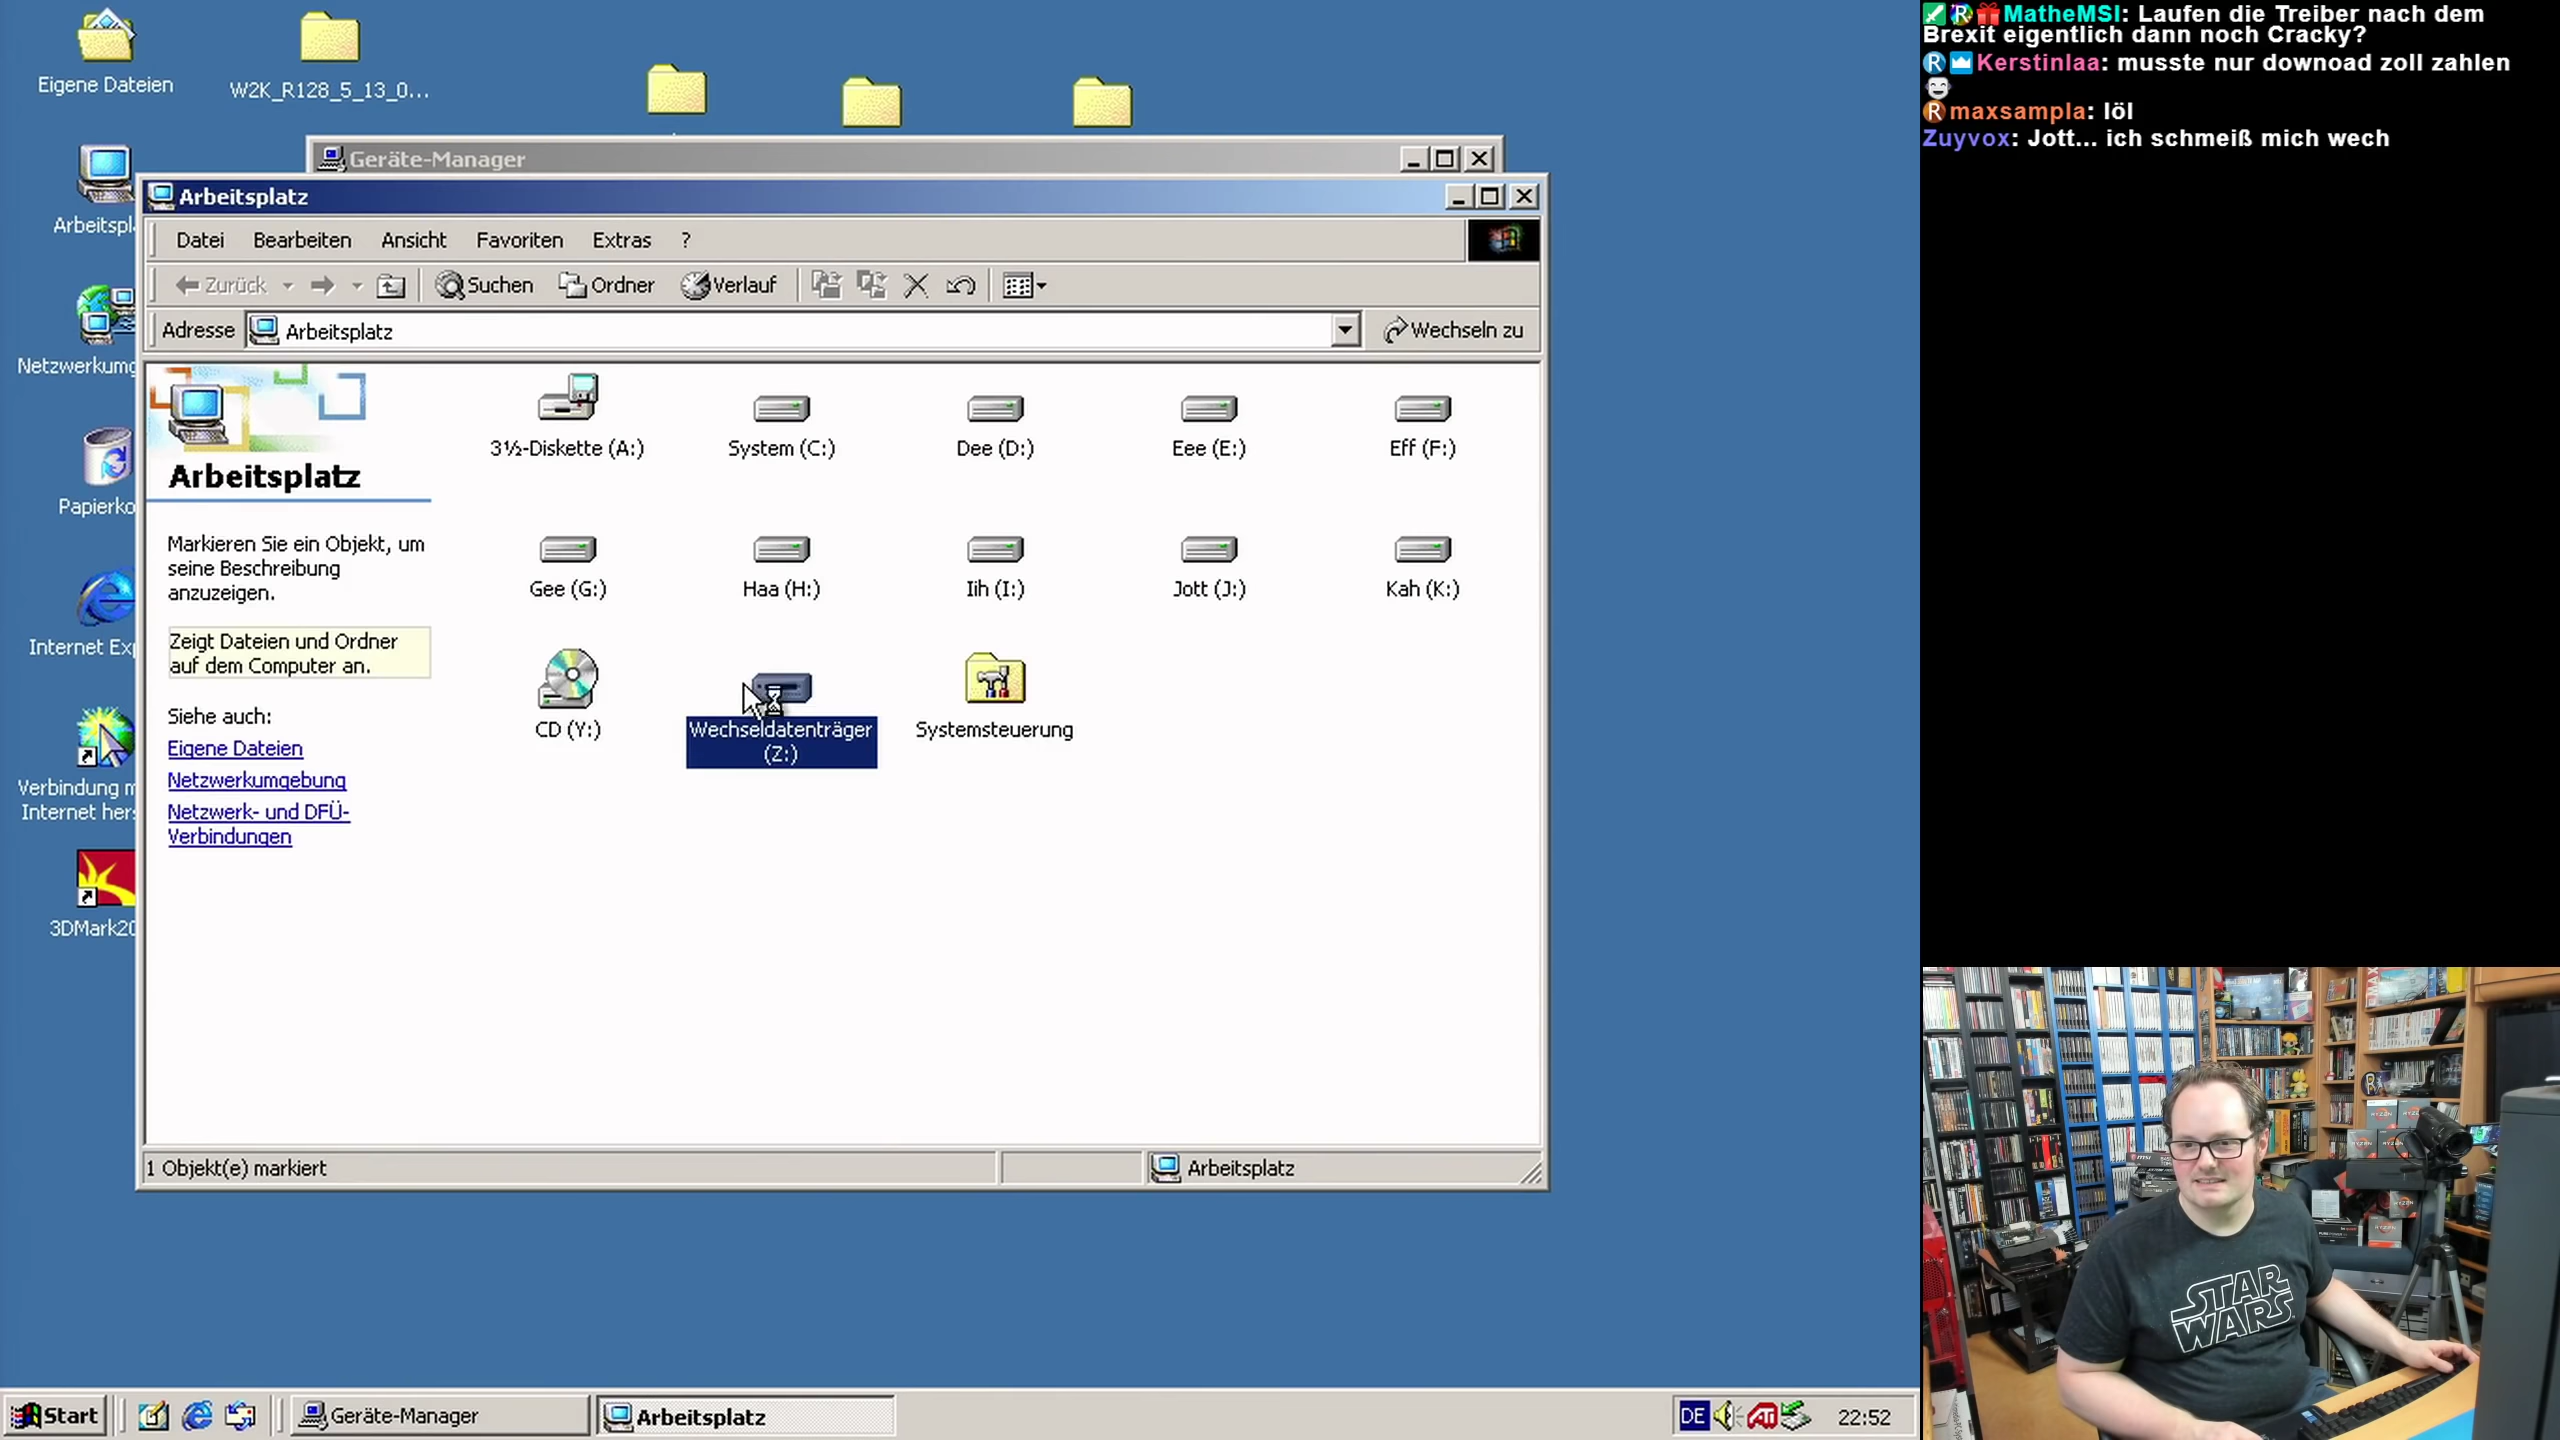 Eigene Dateien
W2K_R128_5_13_0...
Geräte-Manager
Arbeitspl
Arbeitsplatz
Datei Bearbeiten Ansicht Favoriten Extras ?
Zurück Suchen Ordner Verlauf
Adresse Arbeitsplatz Wechseln zu
Netzwerkumg
Papierko
Internet Exp
Verbindung m
Internet hers
3DMark20
Arbeitsplatz
Markieren Sie ein Objekt, um
seine Beschreibung
anzuzeigen.
Zeigt Dateien und Ordner
auf dem Computer an.
Siehe auch:
Eigene Dateien
Netzwerkumgebung
Netzwerk- und DFÜ-
Verbindungen
3½-Diskette (A:) System (C:) Dee (D:) Eee (E:) Eff (F:)
Gee (G:) Haa (H:) Iih (I:) Jott (J:) Kah (K:)
CD (Y:) Wechseldatenträger
(Z:) Systemsteuerung
1 Objekt(e) markiert Arbeitsplatz
Start Geräte-Manager Arbeitsplatz DE 22:52
MatheMSI: Laufen die Treiber nach dem
Brexit eigentlich dann noch Cracky?
Kerstinlaa: musste nur downoad zoll zahlen
maxsampla: löl
Zuyvox: Jott... ich schmeiß mich wech
STAR
WARS